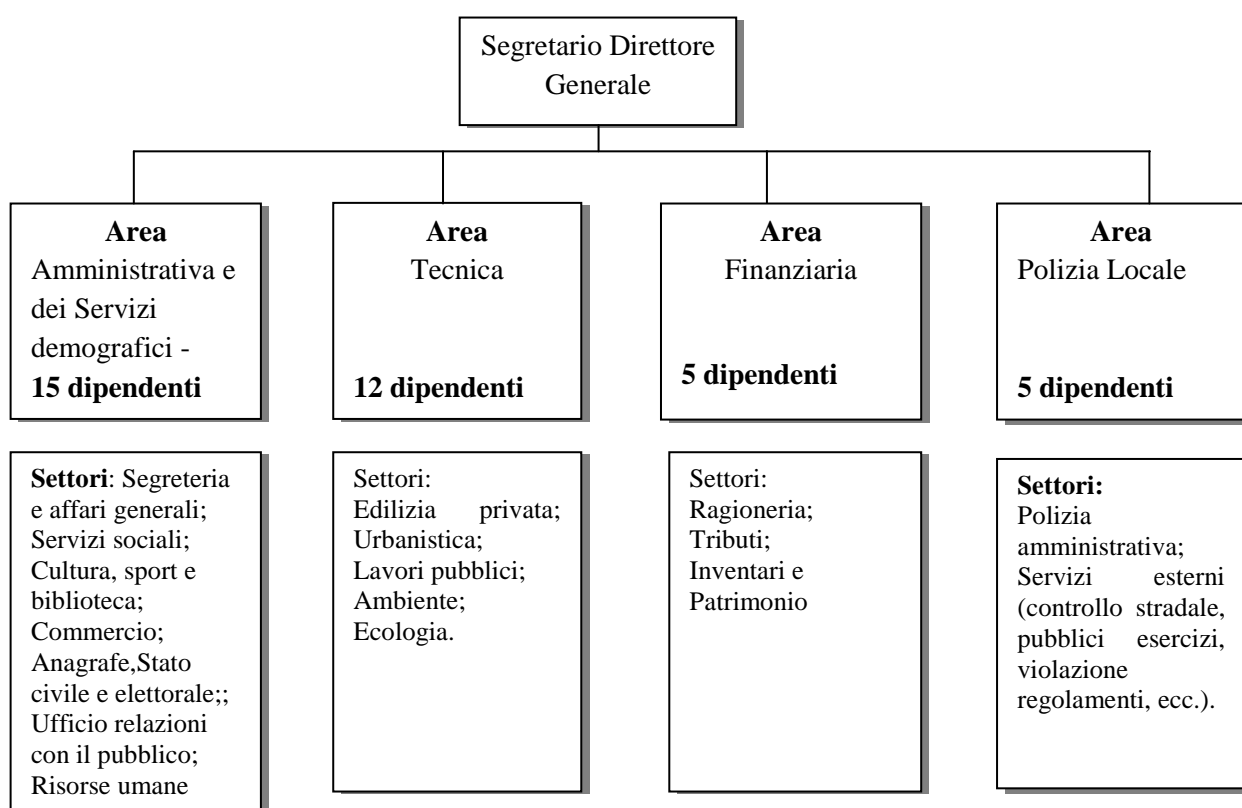 Segretario Direttore
Generale
Area
Amministrativa e
dei Servizi
demografici -
15 dipendenti
Area
Tecnica
12 dipendenti
Area
Finanziaria
5 dipendenti
Area
Polizia Locale
5 dipendenti
Settori: Segreteria
e affari generali;
Servizi sociali;
Cultura, sport e
biblioteca;
Commercio;
Anagrafe,Stato
civile e elettorale;;
Ufficio relazioni
con il pubblico;
Risorse umane
Settori:
Edilizia privata;
Urbanistica;
Lavori pubblici;
Ambiente;
Ecologia.
Settori:
Ragioneria;
Tributi;
Inventari e
Patrimonio
Settori:
Polizia
amministrativa;
Servizi esterni
(controllo stradale,
pubblici esercizi,
violazione
regolamenti, ecc.).